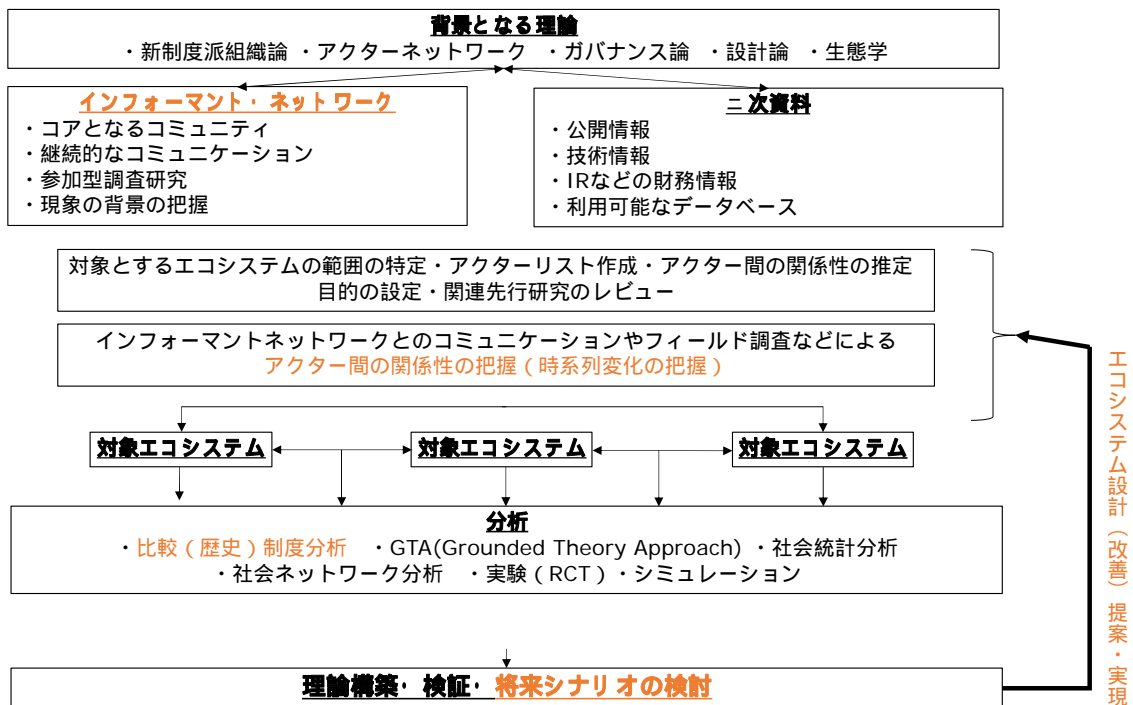 背景となる理論
・新制度派組織論 ・アクターネットワーク ・ガバナンス論 ・設計論 ・生態学
インフォーマント・ネットワーク
・コアとなるコミュニティ
・継続的なコミュニケーション
・参加型調査研究
・現象の背景の把握
二次資料
・公開情報
・技術情報
・IRなどの財務情報
・利用可能なデータベース
対象とするエコシステムの範囲の特定・アクターリスト作成・アクター間の関係性の推定
目的の設定・関連先行研究のレビュー
インフォーマントネットワークとのコミュニケーションやフィールド調査などによる
アクター間の関係性の把握（時系列変化の把握）
対象エコシステム
対象エコシステム
対象エコシステム
分析
・比較（歴史）制度分析 ・GTA(Grounded Theory Approach) ・社会統計分析
・社会ネットワーク分析 ・実験（RCT）・シミュレーション
理論構築・検証・将来シナリオの検討
エコシステム設計（改善）提案・実現